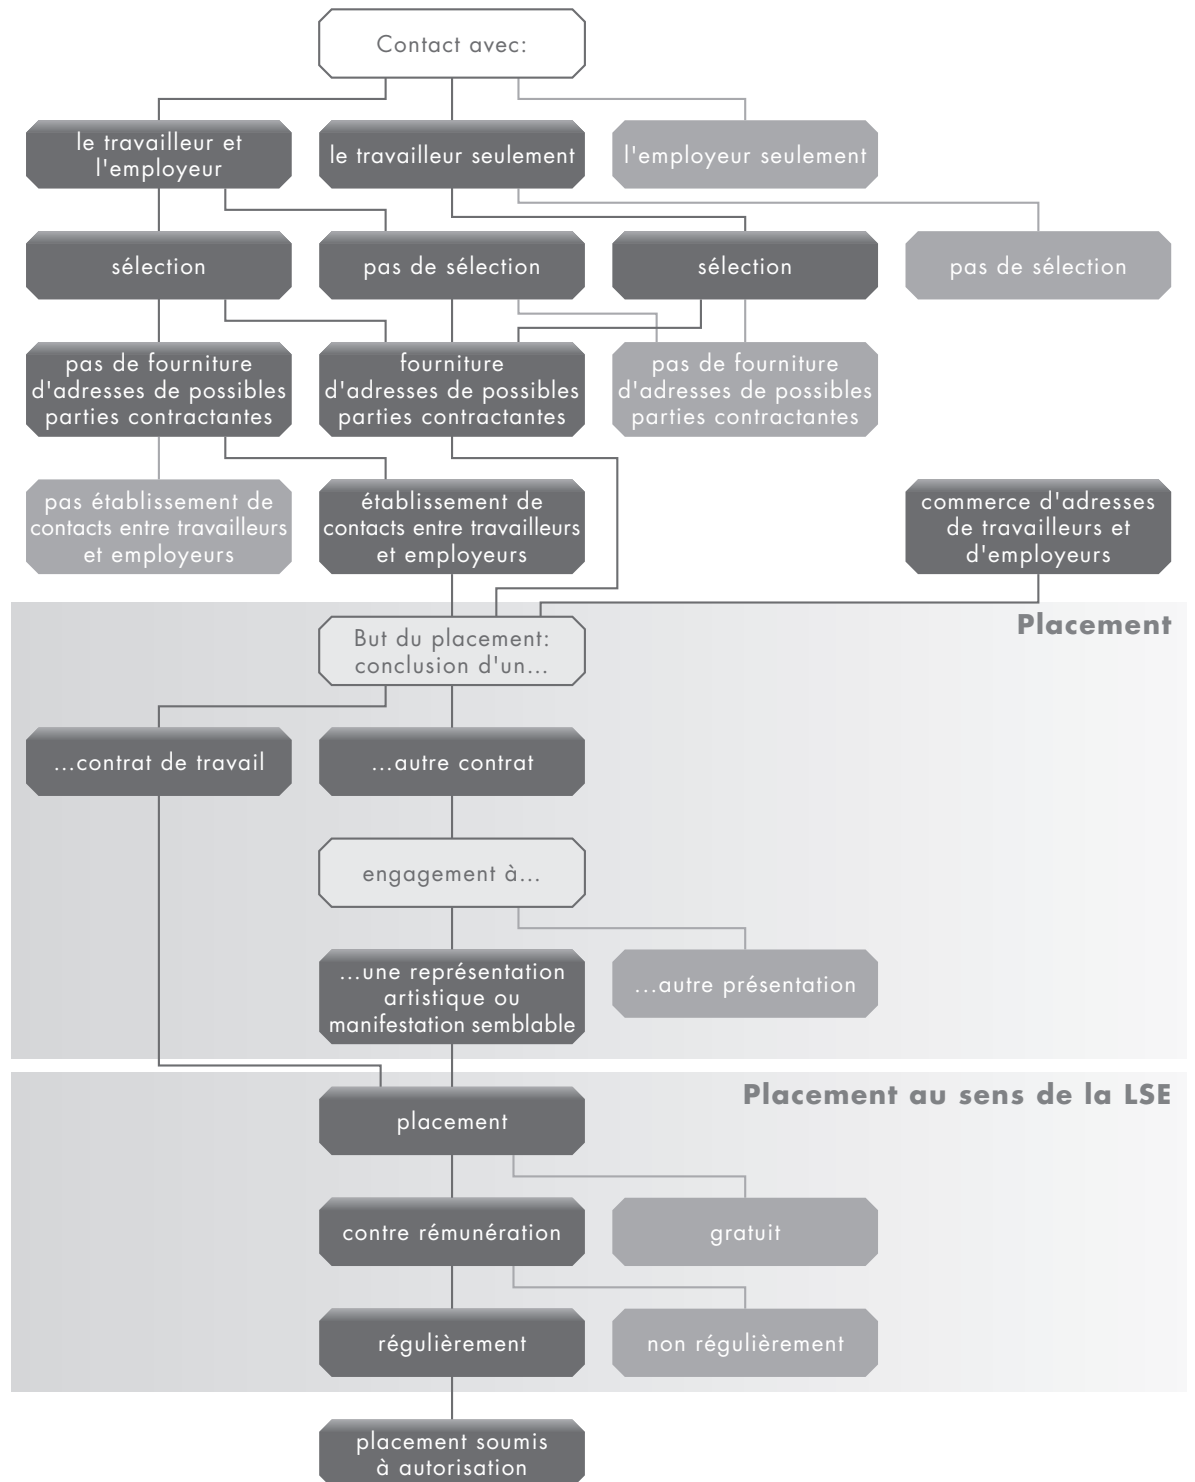 Contact avec:
le travailleur et
l'employeur
le travailleur seulement
l'employeur seulement
sélection
pas de sélection
sélection
pas de sélection
pas de fourniture
d'adresses de possibles
parties contractantes
fourniture
d'adresses de possibles
parties contractantes
pas de fourniture
d'adresses de possibles
parties contractantes
pas établissement de
contacts entre travailleurs
et employeurs
établissement de
contacts entre travailleurs
et employeurs
commerce d'adresses
de travailleurs et
d'employeurs
Placement
But du placement:
conclusion d'un...
...contrat de travail
...autre contrat
engagement à...
...une représentation
artistique ou
manifestation semblable
...autre présentation
Placement au sens de la LSE
placement
contre rémunération
gratuit
régulièrement
non régulièrement
placement soumis
à autorisation